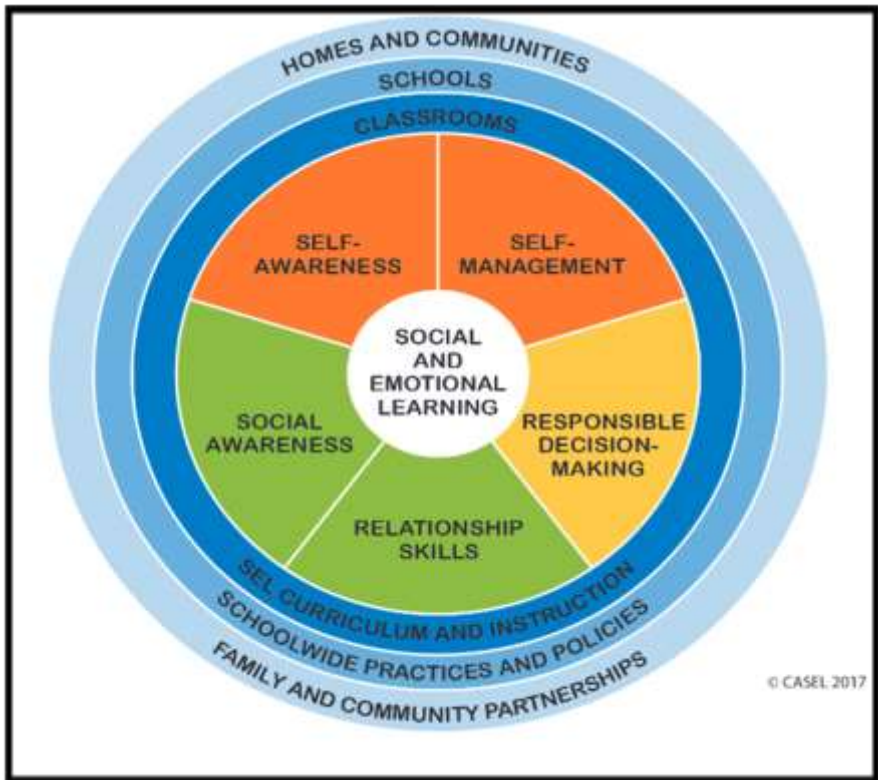 HOMES AND COMMUNITIES
SCHOOLS
CLASSROOMS
SELF-
AWARENESS
SELF-
MANAGEMENT
SOCIAL
AND
EMOTIONAL
LEARNING
SOCIAL
AWARENESS
RESPONSIBLE
DECISION-
MAKING
RELATIONSHIP
SKILLS
SEL CURRICULUM AND INSTRUCTION
SCHOOLWIDE PRACTICES AND POLICIES
FAMILY AND COMMUNITY PARTNERSHIPS
© CASEL 2017